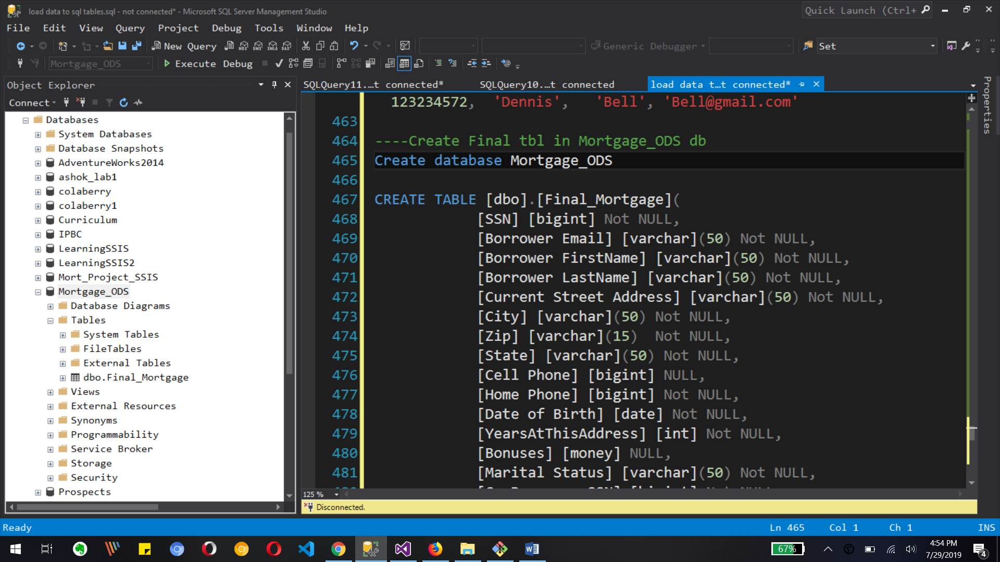 load data to sql tables.sql - not connected* - Microsoft SQL Server Management Studio
Quick Launch (Ctrl+
File Edit View Query Project Debug Tools Window Help
New Query MDX DMX XMLA DAX Generic Debugger Set
Mortgage_ODS Execute Debug
Object Explorer
SQLQuery11....t connected* SQLQuery10....t connected load data t...t connected*
Properties
Connect
Databases
System Databases
Database Snapshots
AdventureWorks2014
ashok_lab1
colaberry
colaberry1
Curriculum
IPBC
LearningSSIS
LearningSSIS2
Mort_Project_SSIS
Mortgage_ODS
Database Diagrams
Tables
System Tables
FileTables
External Tables
dbo.Final_Mortgage
Views
External Resources
Synonyms
Programmability
Service Broker
Storage
Security
Prospects
123234572, 'Dennis', 'Bell', 'Bell@gmail.com'
463
464 ----Create Final tbl in Mortgage_ODS db
465 Create database Mortgage_ODS
466
467 CREATE TABLE [dbo].[Final_Mortgage](
468 [SSN] [bigint] Not NULL,
469 [Borrower Email] [varchar](50) Not NULL,
470 [Borrower FirstName] [varchar](50) Not NULL,
471 [Borrower LastName] [varchar](50) Not NULL,
472 [Current Street Address] [varchar](50) Not NULL,
473 [City] [varchar](50) Not NULL,
474 [Zip] [varchar](15) Not NULL,
475 [State] [varchar](50) Not NULL,
476 [Cell Phone] [bigint] NULL,
477 [Home Phone] [bigint] Not NULL,
478 [Date of Birth] [date] Not NULL,
479 [YearsAtThisAddress] [int] Not NULL,
480 [Bonuses] [money] NULL,
481 [Marital Status] [varchar](50) Not NULL,
125 %
Disconnected.
Ready Ln 465 Col 1 Ch 1 INS
67%
4:54 PM
7/29/2019
4